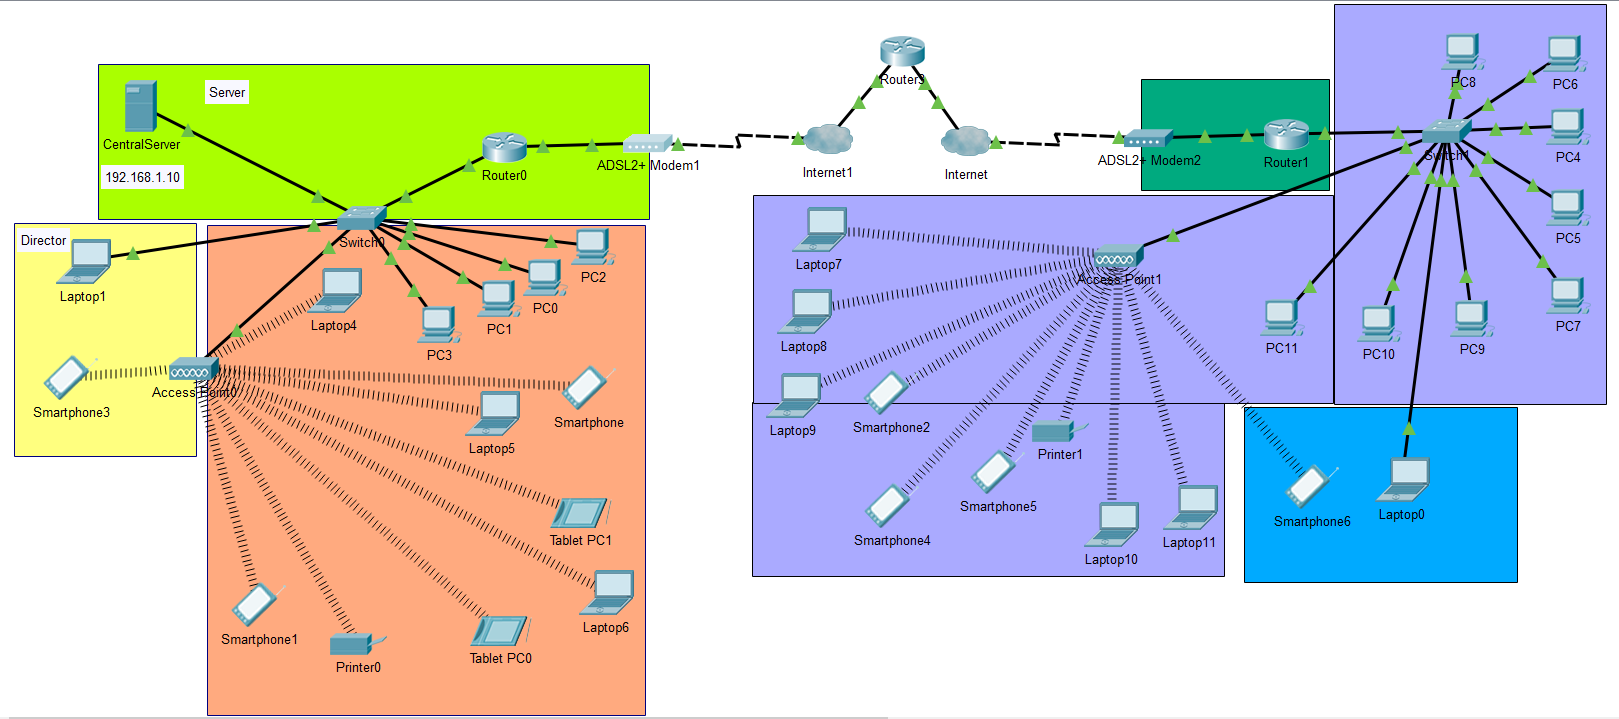 Server
CentralServer
192.168.1.10
Router0
ADSL2+ Modem1
Internet1
Router3
Internet
ADSL2+ Modem2
Router1
PC8
PC6
Switch1
PC4
PC5
PC7
PC11
PC10
PC9
Director
Laptop1
Switch0
PC2
PC0
PC1
PC3
Laptop4
Smartphone3
Access Point0
Smartphone
Laptop5
Tablet PC1
Laptop6
Tablet PC0
Smartphone1
Printer0
Laptop7
Access Point1
Laptop8
Laptop9
Smartphone2
Printer1
Smartphone5
Smartphone4
Laptop10
Laptop11
Smartphone6
Laptop0